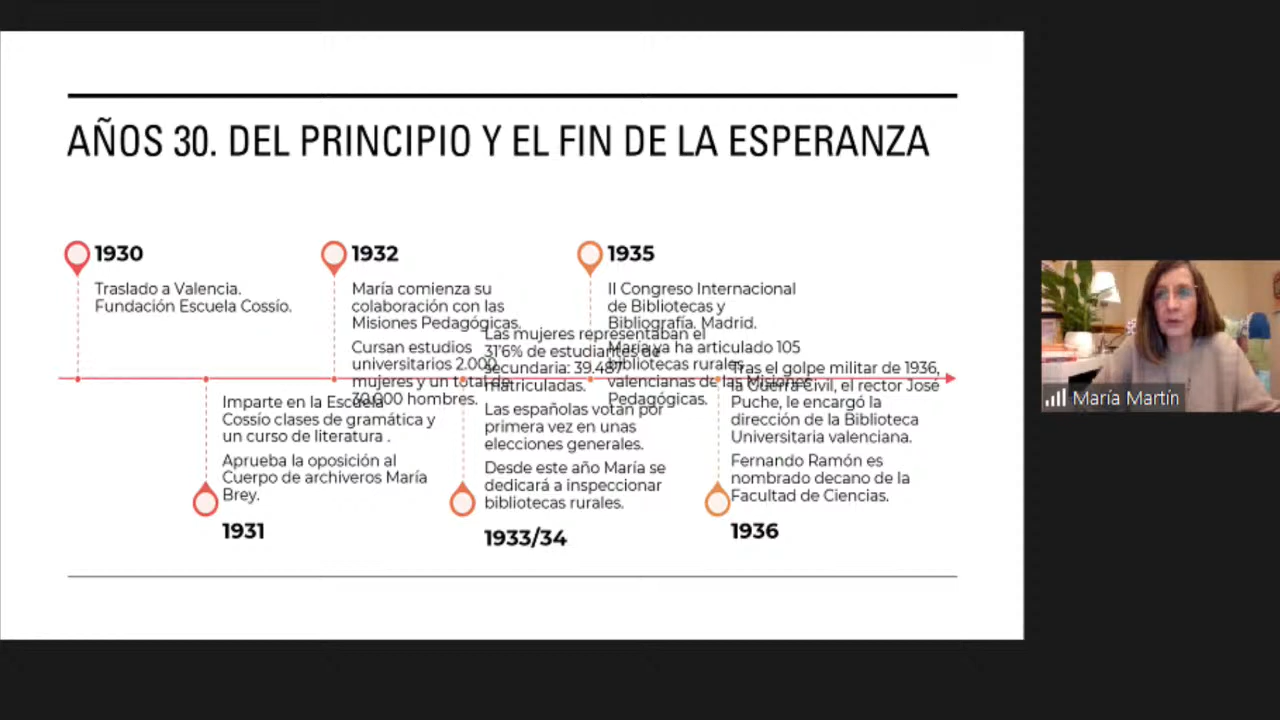 AÑOS 30. DEL PRINCIPIO Y EL FIN DE LA ESPERANZA
1930
Traslado a Valencia.
Fundación Escuela Cossío.
Imparte en la Escuela
Cossío clases de gramática y
un curso de literatura .
Aprueba la oposición al
Cuerpo de archiveros María
Brey.
1931
1932
María comienza su
colaboración con las
Misiones Pedagógicas.
Cursan estudios
universitarios 2.000
mujeres y un total de
30.000 hombres.
Las mujeres representaban el
31'6% de estudiantes de
secundaria: 39.487
matriculadas.
Las españolas votan por
primera vez en unas
elecciones generales.
Desde este año María se
dedicará a inspeccionar
bibliotecas rurales.
1933/34
1935
II Congreso Internacional
de Bibliotecas y
Bibliografía. Madrid.
María ya ha articulado 105
bibliotecas rurales
valencianas de las Misiones
Pedagógicas.
Tras el golpe militar de 1936,
la Guerra Civil, el rector José
Puche, le encargó la
dirección de la Biblioteca
Universitaria valenciana.
Fernando Ramón es
nombrado decano de la
Facultad de Ciencias.
1936
María Martín